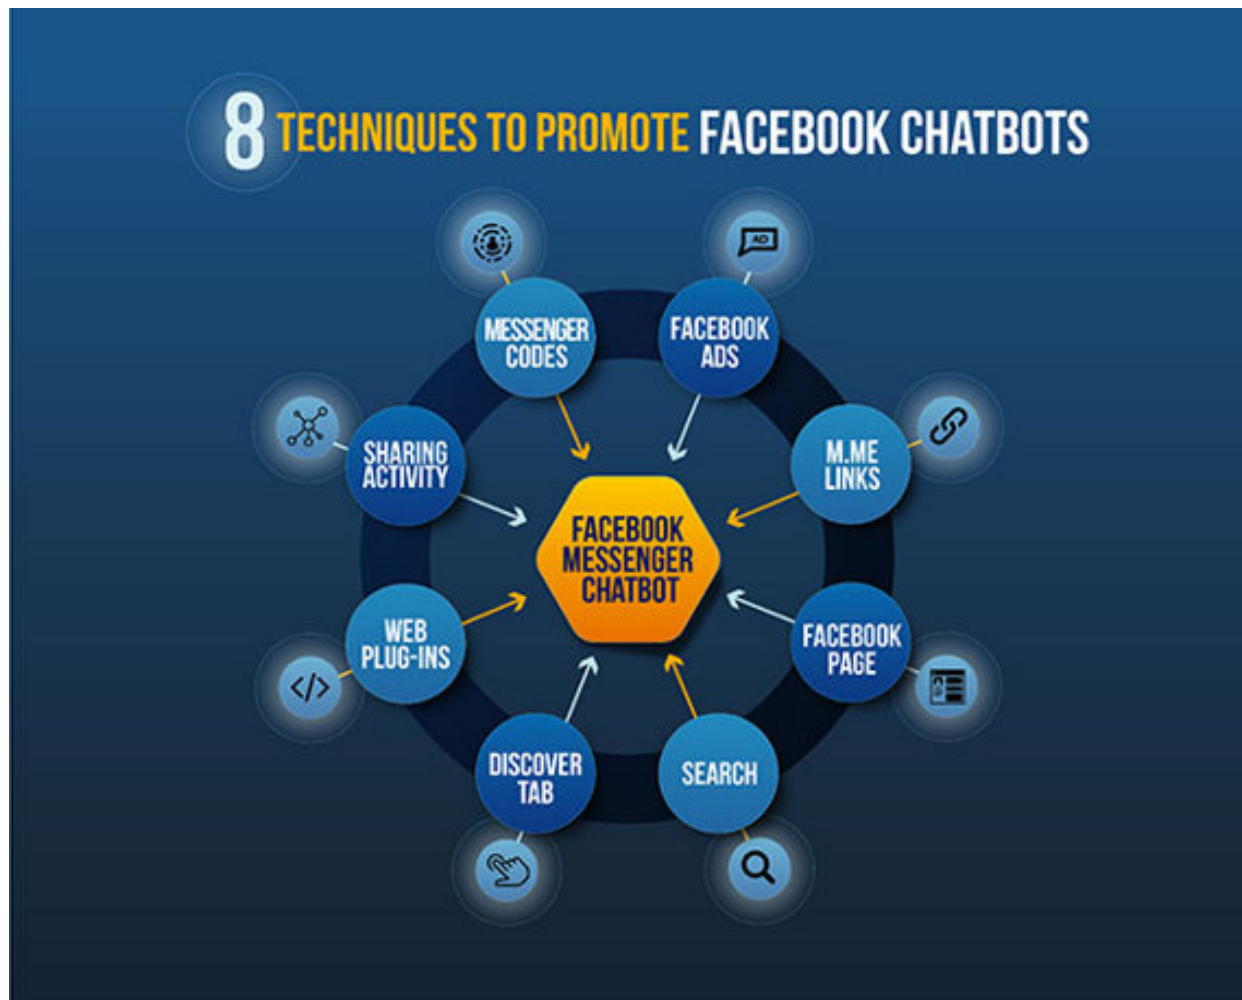 8 TECHNIQUES TO PROMOTE FACEBOOK CHATBOTS
AD
MESSENGER
CODES
FACEBOOK
ADS
M.ME
LINKS
FACEBOOK
PAGE
SEARCH
DISCOVER
TAB
WEB
PLUG-INS
SHARING
ACTIVITY
FACEBOOK
MESSENGER
CHATBOT